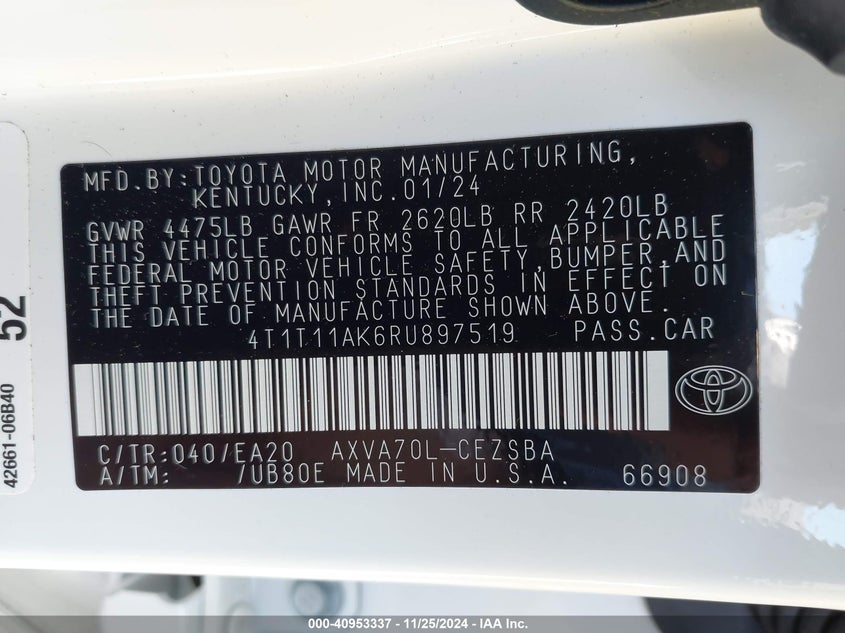 MFD.BY:TOYOTA MOTOR MANUFACTURING,
KENTUCKY,INC.01/24
GVWR 4475LB GAWR FR 2620LB RR 2420LB
THIS VEHICLE CONFORMS TO ALL APPLICABLE
FEDERAL MOTOR VEHICLE SAFETY,BUMPER,AND
THEFT PREVENTION STANDARDS IN EFFECT ON
THE DATE OF MANUFACTURE SHOWN ABOVE.
4T1T11AK6RU897519 PASS.CAR
C/TR:040/EA20 AXVA70L-CEZSBA
A/TM: /UB80E MADE IN U.S.A. 66908
52
42661-06B40
000-40953337 - 11/25/2024 - IAA Inc.